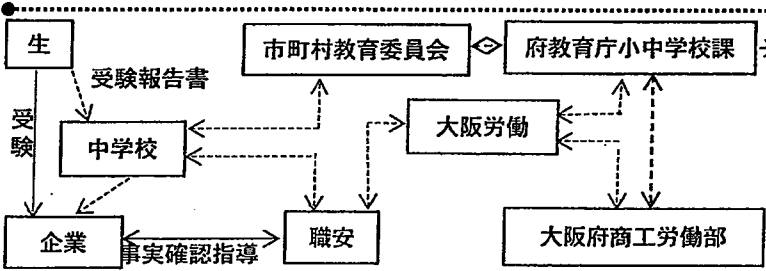 生
市町村教育委員会
府教育庁小中学校課
受験報告書
受験
大阪労働
中学校
企業
事実確認指導
職安
大阪府商工労働部